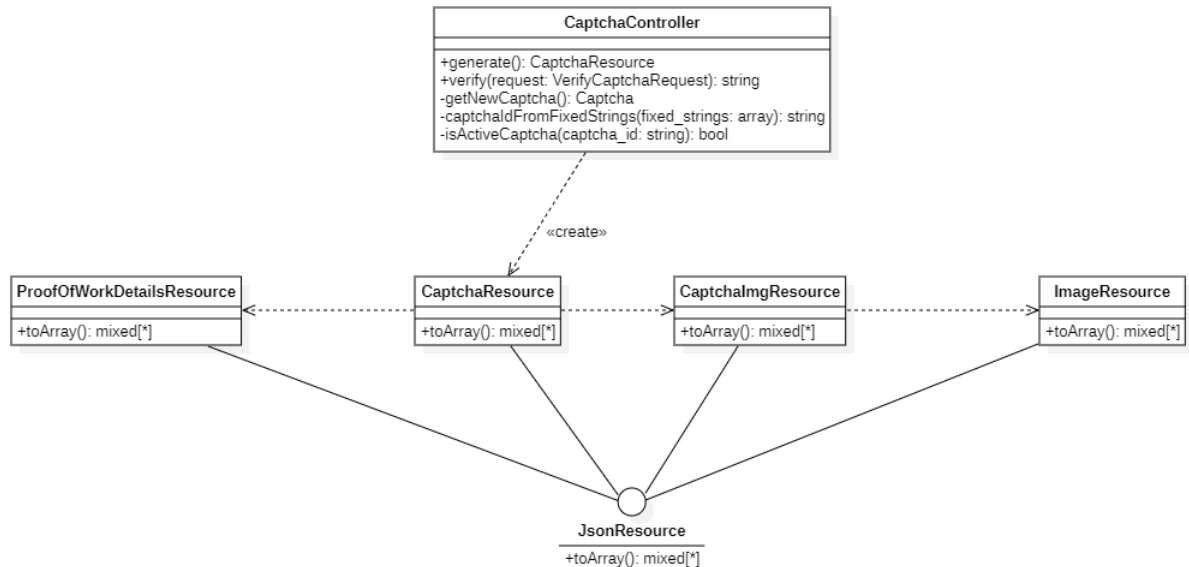 CaptchaController
+generate(): CaptchaResource
+verify(request: VerifyCaptchaRequest): string
-getNewCaptcha(): Captcha
-captchaIdFromFixedStrings(fixed_strings: array): string
-isActiveCaptcha(captcha_id: string): bool
«create»
ProofOfWorkDetailsResource
+toArray(): mixed[*]
CaptchaResource
+toArray(): mixed[*]
CaptchaImgResource
+toArray(): mixed[*]
ImageResource
+toArray(): mixed[*]
JsonResource
+toArray(): mixed[*]